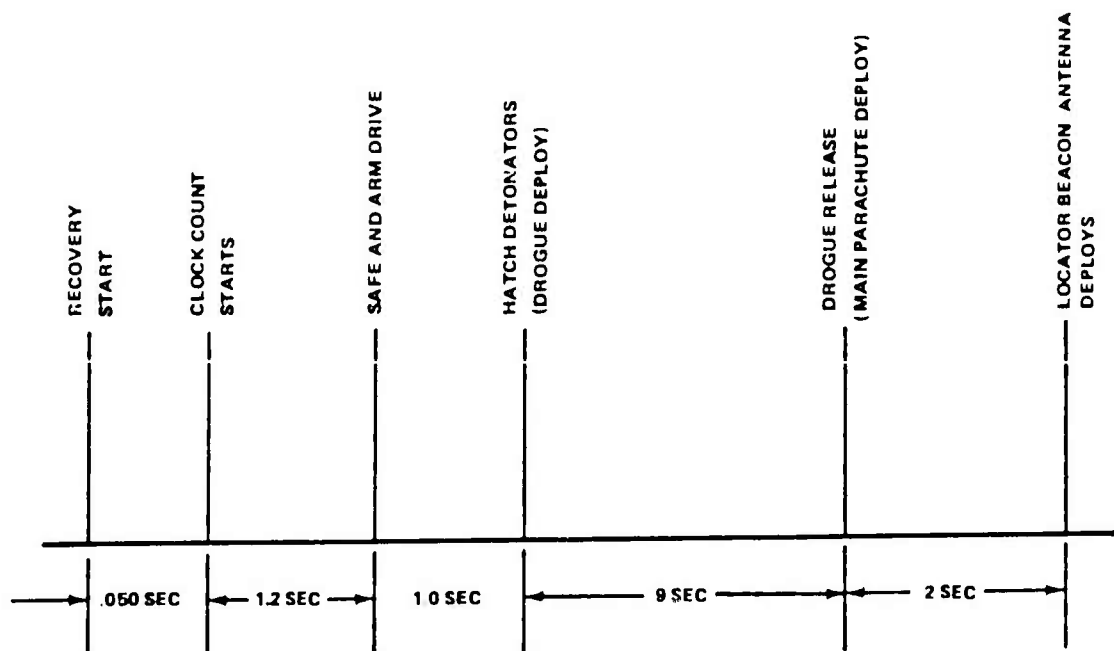 RECOVERY
START
CLOCK COUNT
STARTS
SAFE AND ARM DRIVE
HATCH DETONATORS
(DROGUE DEPLOY)
DROGUE RELEASE
(MAIN PARACHUTE DEPLOY)
LOCATOR BEACON ANTENNA
DEPLOYS
.050 SEC
1.2 SEC
1.0 SEC
9 SEC
2 SEC